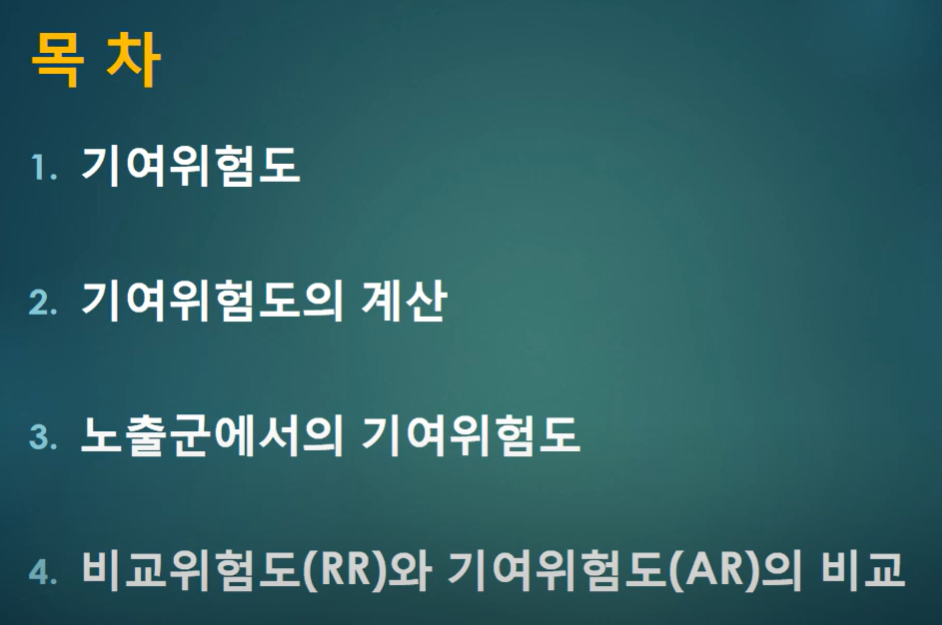 목 차
1. 기여위험도
2. 기여위험도의 계산
3. 노출군에서의 기여위험도
4. 비교위험도(RR)와 기여위험도(AR)의 비교